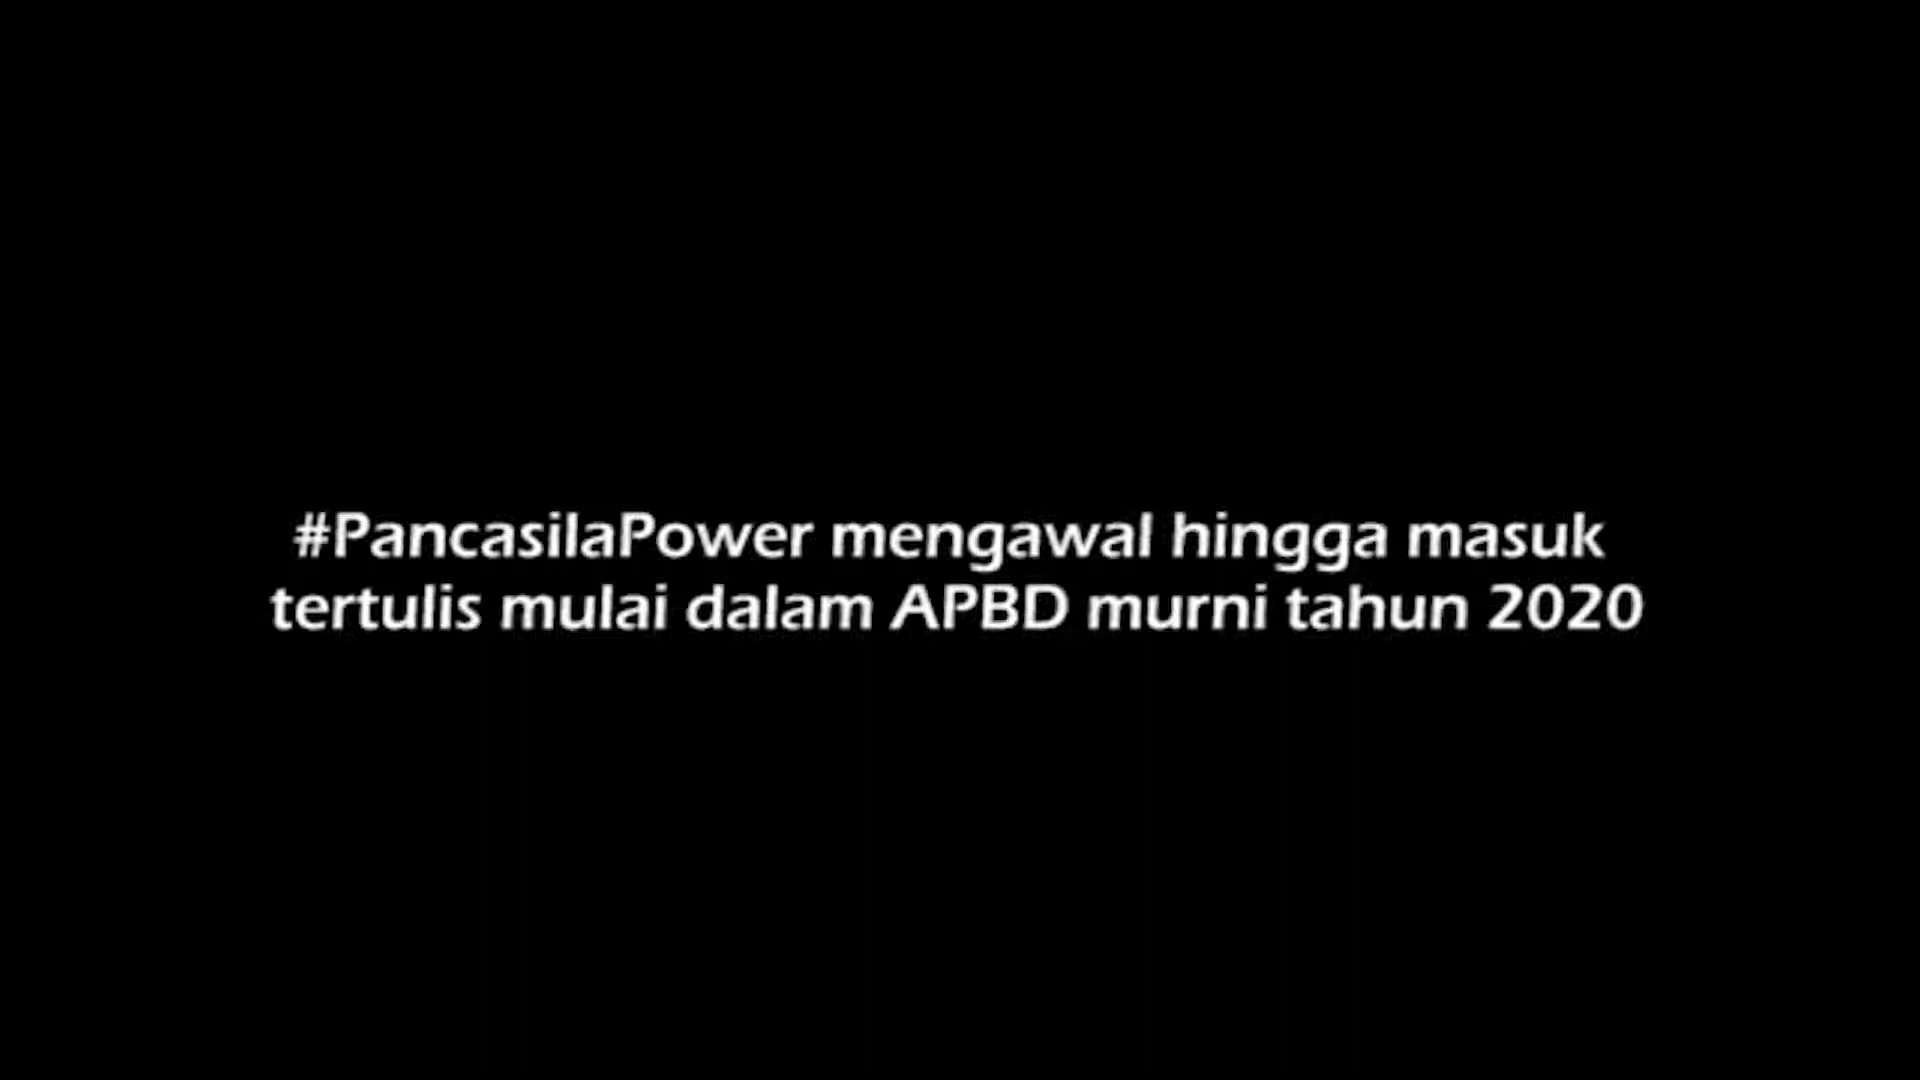 #PancasilaPower mengawal hingga masuk
tertulis mulai dalam APBD murni tahun 2020